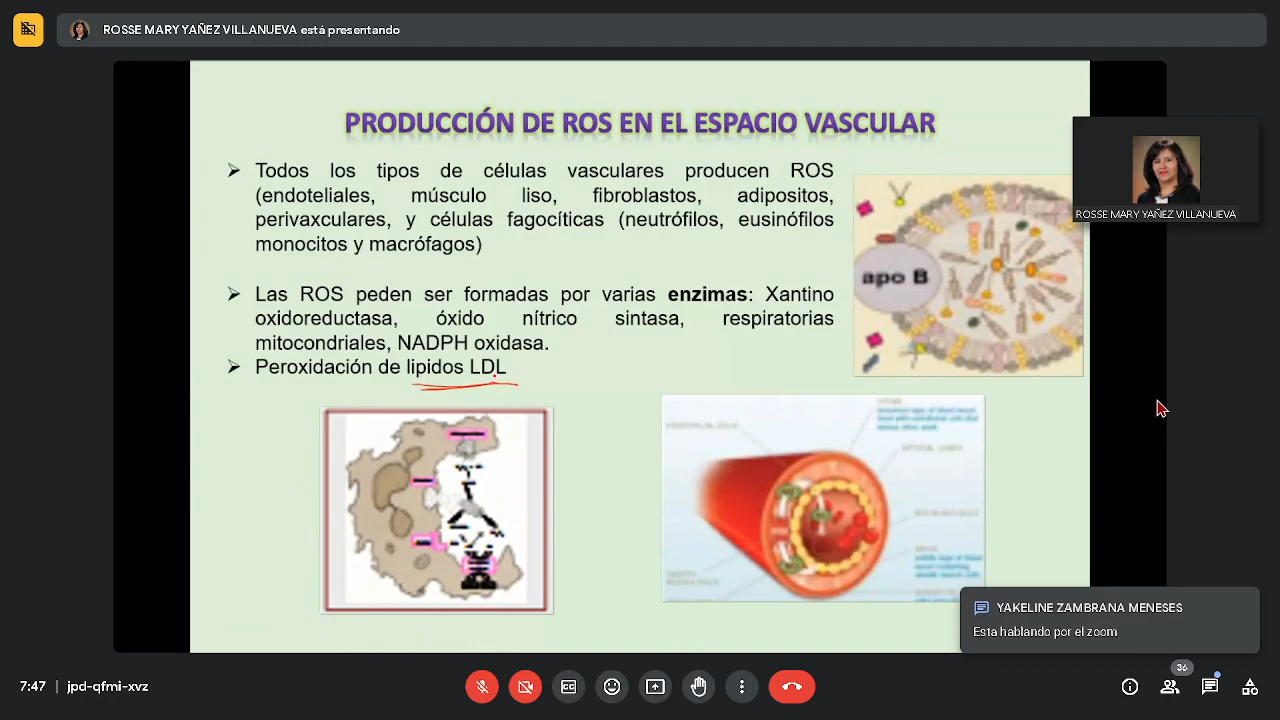 ROSSE MARY YAÑEZ VILLANUEVA está presentando
PRODUCCIÓN DE ROS EN EL ESPACIO VASCULAR
Todos los tipos de células vasculares producen ROS
(endoteliales, músculo liso, fibroblastos, adipositos,
perivaxculares, y células fagocíticas (neutrófilos, eusinófilos
monocitos y macrófagos)
Las ROS peden ser formadas por varias enzimas: Xantino
oxidoreductasa, óxido nítrico sintasa, respiratorias
mitocondriales, NADPH oxidasa.
Peroxidación de lipidos LDL
apo B
ROSSE MARY YAÑEZ VILLANUEVA
YAKELINE ZAMBRANA MENESES
Esta hablando por el zoom
36
7:47 | jpd-qfmi-xvz